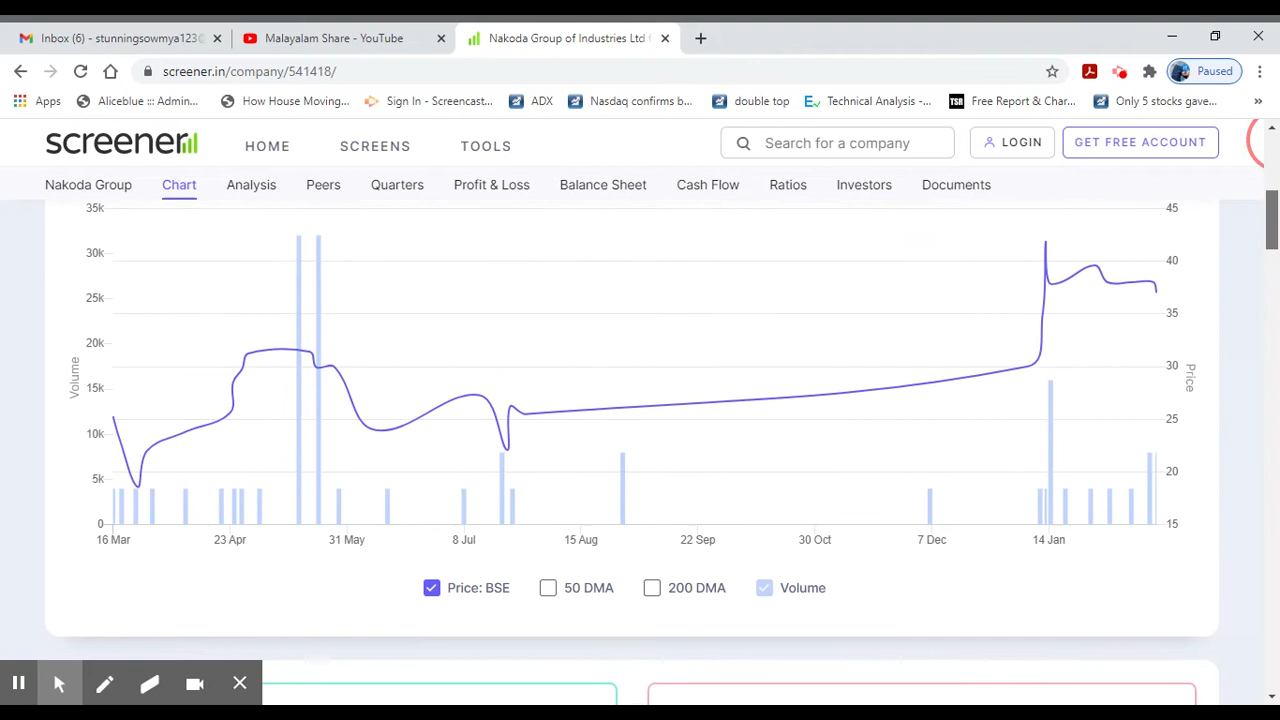 Inbox (6) - stunningsowmya123@
Malayalam Share - YouTube
Nakoda Group of Industries Ltd
screener.in/company/541418/
Paused
Apps
Aliceblue ::: Admin...
How House Moving...
Sign In - Screencast...
ADX
Nasdaq confirms b...
double top
Technical Analysis -...
TSR
Free Report & Char...
Only 5 stocks gave...
»
screener
HOME
SCREENS
TOOLS
Search for a company
LOGIN
GET FREE ACCOUNT
Nakoda Group
Chart
Analysis
Peers
Quarters
Profit & Loss
Balance Sheet
Cash Flow
Ratios
Investors
Documents
35k
30k
25k
20k
15k
10k
5k
0
Volume
45
40
35
30
25
20
15
Price
16 Mar
23 Apr
31 May
8 Jul
15 Aug
22 Sep
30 Oct
7 Dec
14 Jan
Price: BSE
50 DMA
200 DMA
Volume